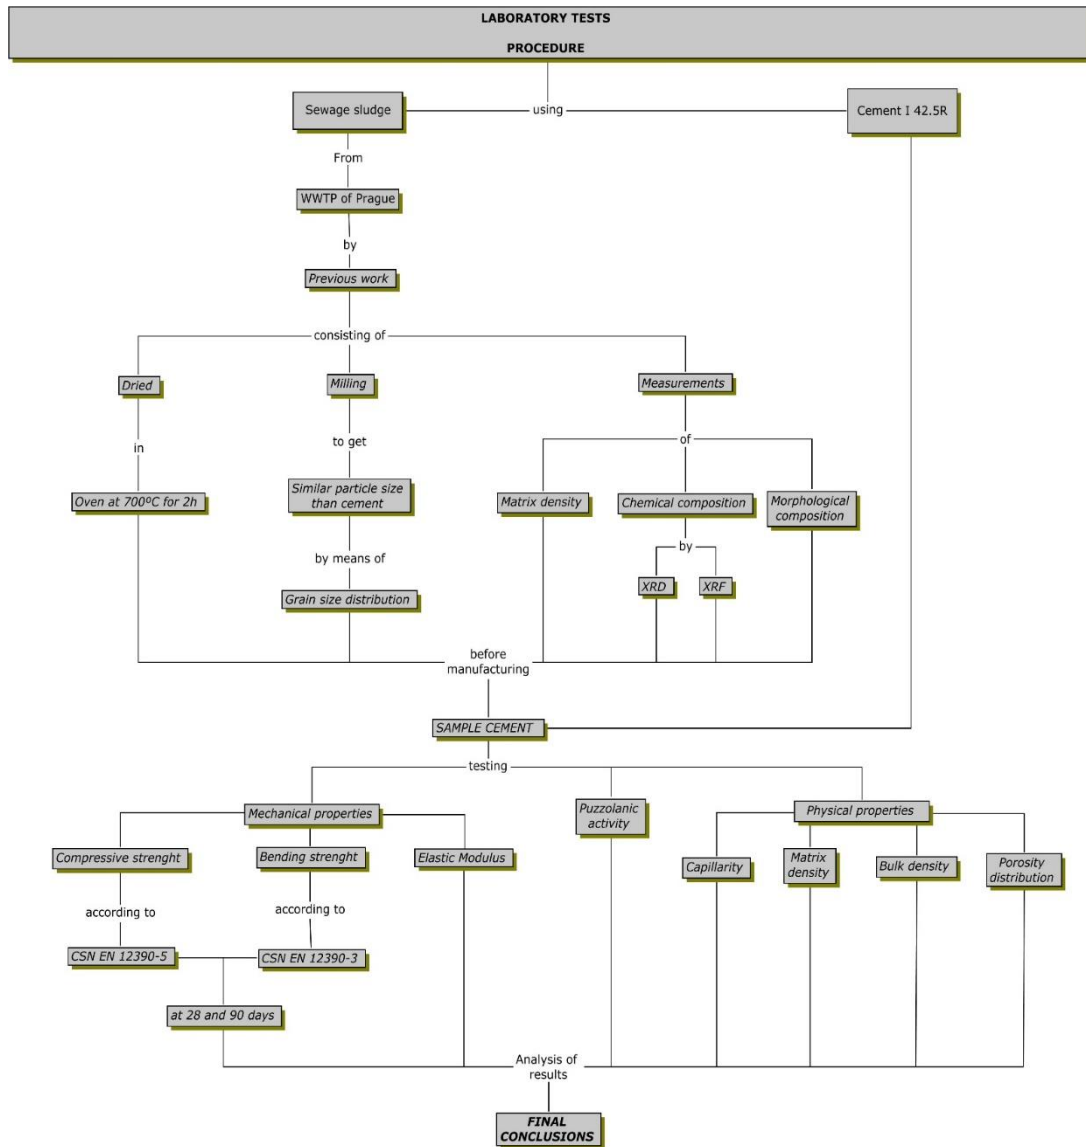 LABORATORY TESTS
PROCEDURE
Sewage sludge
using
Cement I 42.5R
From
WWTP of Prague
by
Previous work
consisting of
Dried
Milling
Measurements
in
to get
of
Oven at 700ºC for 2h
Similar particle size
than cement
Matrix density
Chemical composition
Morphological
composition
by means of
by
Grain size distribution
XRD
XRF
before
manufacturing
SAMPLE CEMENT
testing
Mechanical properties
Puzzolanic
activity
Physical properties
Compressive strenght
Bending strenght
Elastic Modulus
Capillarity
Matrix
density
Bulk density
Porosity
distribution
according to
according to
CSN EN 12390-5
CSN EN 12390-3
at 28 and 90 days
Analysis of
results
FINAL
CONCLUSIONS